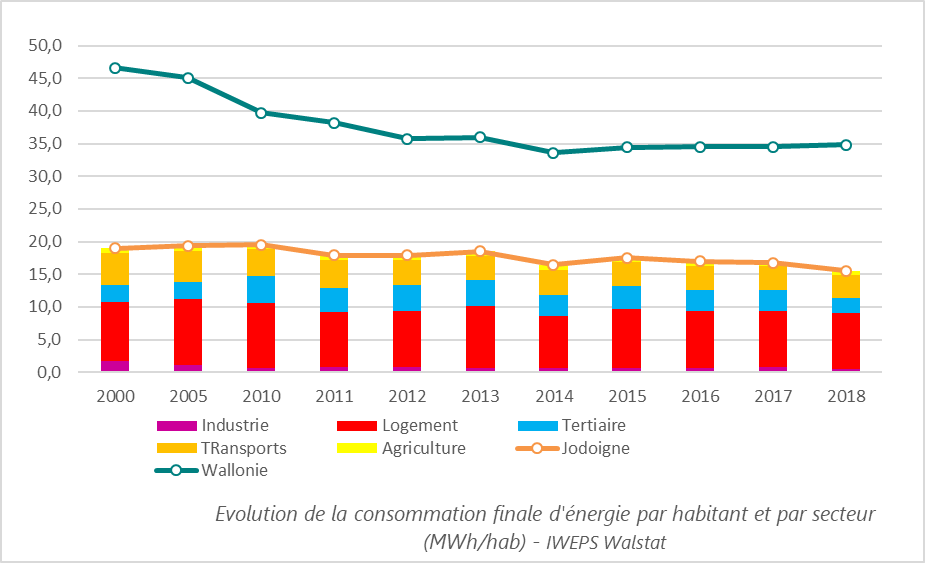 50,0
45,0
40,0
35,0
30,0
25,0
20,0
15,0
10,0
5,0
0,0
2000 2005 2010 2011 2012 2013 2014 2015 2016 2017 2018
Industrie Logement Tertiaire
TRansports Agriculture Jodoigne
Wallonie
Evolution de la consommation finale d'énergie par habitant et par secteur
(MWh/hab) - IWEPS Walstat